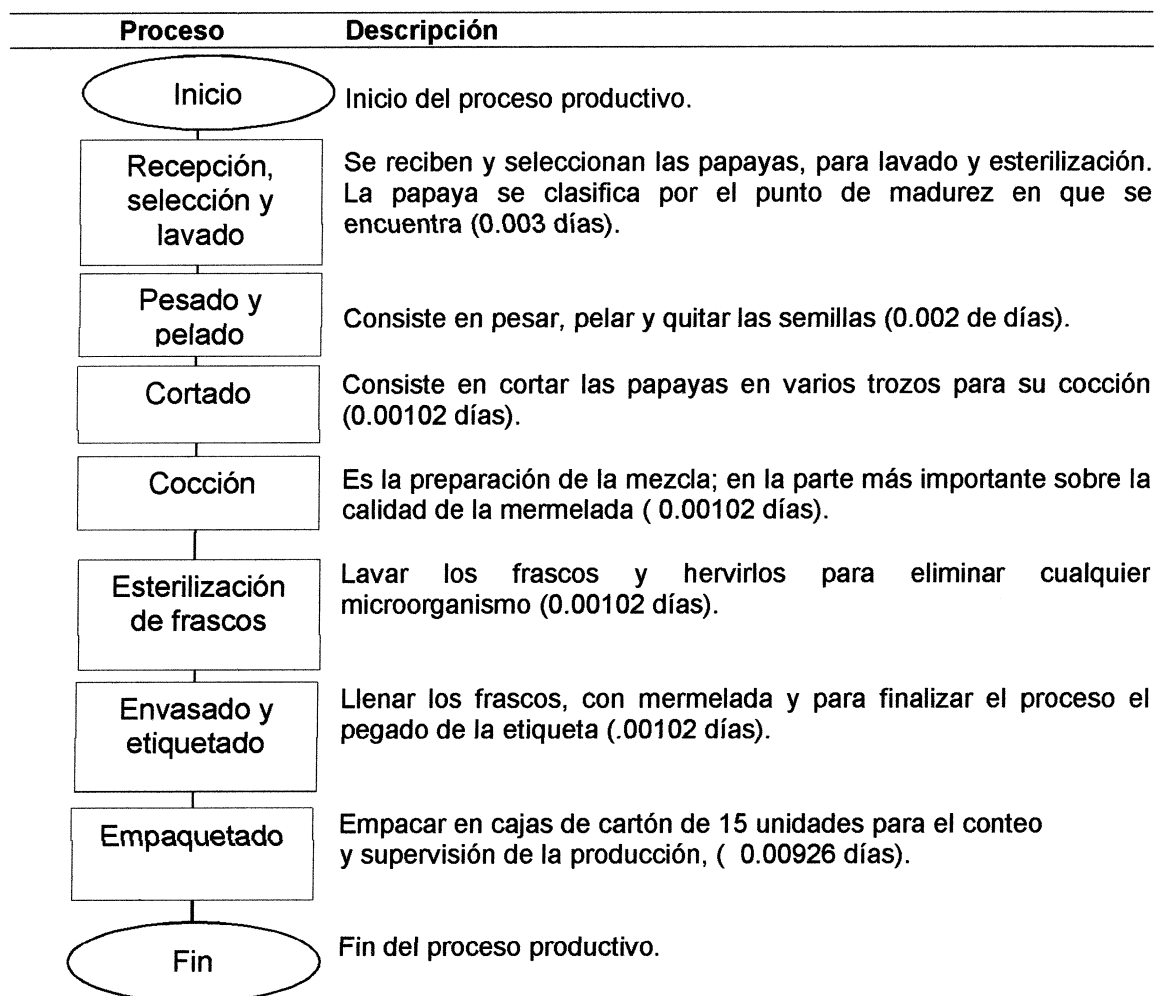 Proceso Descripción
Inicio
Inicio del proceso productivo.
Recepción,
selección y
lavado
Se reciben y seleccionan las papayas, para lavado y esterilización.
La papaya se clasifica por el punto de madurez en que se
encuentra (0.003 días).
Pesado y
pelado
Consiste en pesar, pelar y quitar las semillas (0.002 de días).
Cortado
Consiste en cortar las papayas en varios trozos para su cocción
(0.00102 días).
Cocción
Es la preparación de la mezcla; en la parte más importante sobre la
calidad de la mermelada ( 0.00102 días).
Esterilización
de frascos
Lavar los frascos y hervirlos para eliminar cualquier
microorganismo (0.00102 días).
Envasado y
etiquetado
Llenar los frascos, con mermelada y para finalizar el proceso el
pegado de la etiqueta (.00102 días).
Empaquetado
Empacar en cajas de cartón de 15 unidades para el conteo
y supervisión de la producción, ( 0.00926 días).
Fin
Fin del proceso productivo.